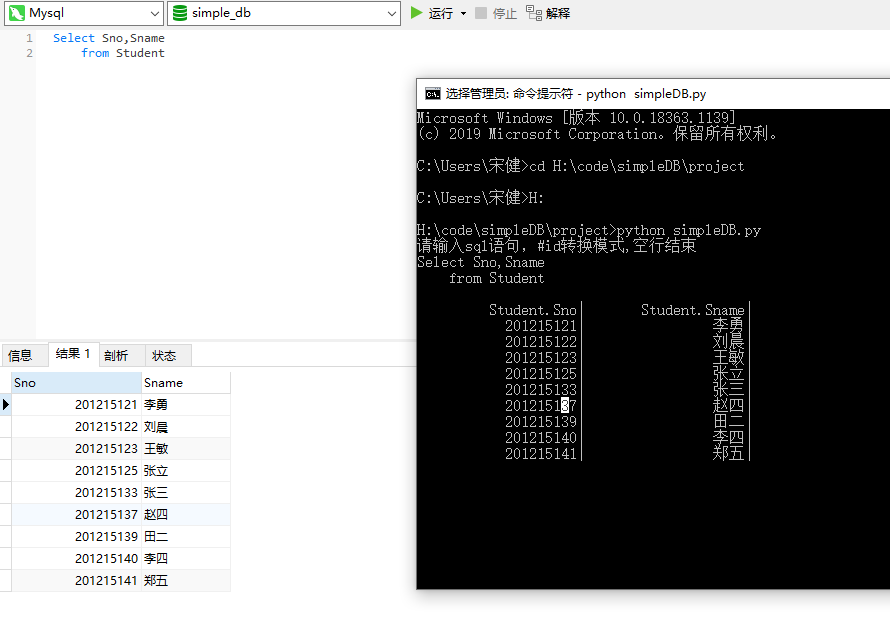 Mysql simple_db 运行 停止 解释
1 Select Sno,Sname
2 from Student
信息 结果 1 剖析 状态
Sno Sname
201215121 李勇
201215122 刘晨
201215123 王敏
201215125 张立
201215133 张三
201215137 赵四
201215139 田二
201215140 李四
201215141 郑五
选择管理员: 命令提示符 - python simpleDB.py
Microsoft Windows [版本 10.0.18363.1139]
(c) 2019 Microsoft Corporation。保留所有权利。
C:\Users\宋健>cd H:\code\simpleDB\project
C:\Users\宋健>H:
H:\code\simpleDB\project>python simpleDB.py
请输入sql语句, #id转换模式,空行结束
Select Sno,Sname
from Student
Student.Sno| Student.Sname|
201215121| 李勇|
201215122| 刘晨|
201215123| 王敏|
201215125| 张立|
201215133| 张三|
201215137| 赵四|
201215139| 田二|
201215140| 李四|
201215141| 郑五|